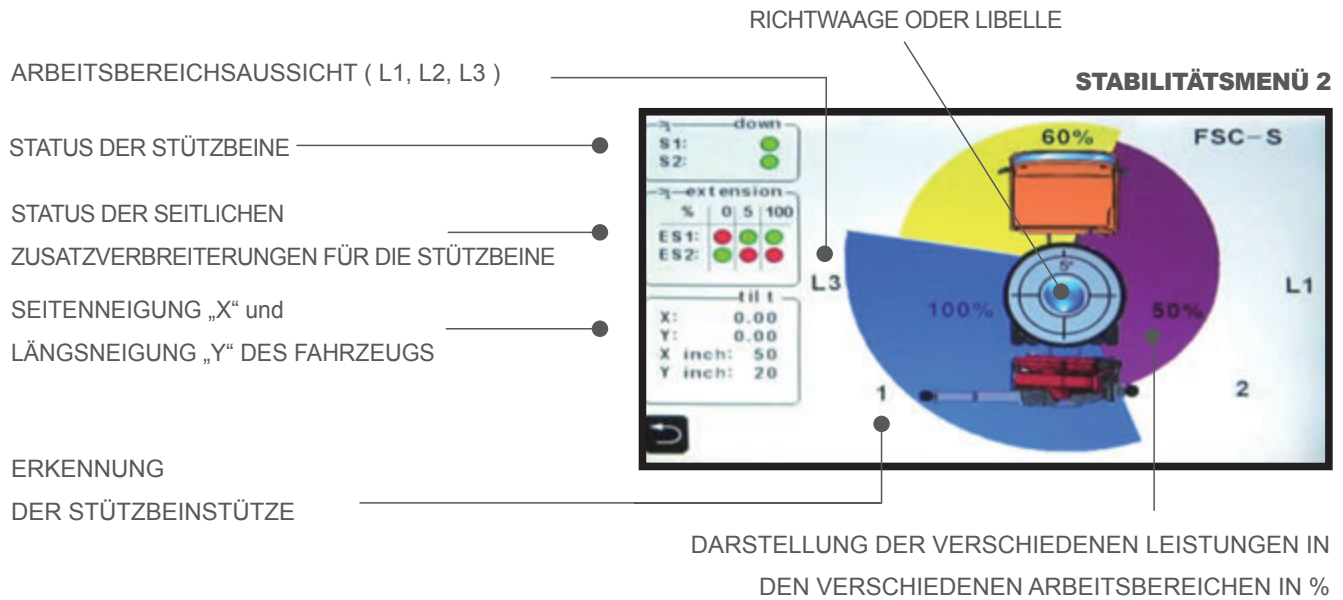 RICHTWAAGE ODER LIBELLE
ARBEITSBEREICHSAUSSICHT ( L1, L2, L3 )
STABILITÄTSMENÜ 2
STATUS DER STÜTZBEINE
STATUS DER SEITLICHEN
ZUSATZVERBREITERUNGEN FÜR DIE STÜTZBEINE
SEITENNEIGUNG „X“ und
LÄNGSNEIGUNG „Y“ DES FAHRZEUGS
ERKENNUNG
DER STÜTZBEINSTÜTZE
down
S1:
S2:
extension
% 0 5 100
ES1:
ES2:
tilt
X: 0.00
Y: 0.00
X inch: 50
Y inch: 20
60%
FSC-S
L3
5°
L1
100%
50%
1
2
DARSTELLUNG DER VERSCHIEDENEN LEISTUNGEN IN
DEN VERSCHIEDENEN ARBEITSBEREICHEN IN %